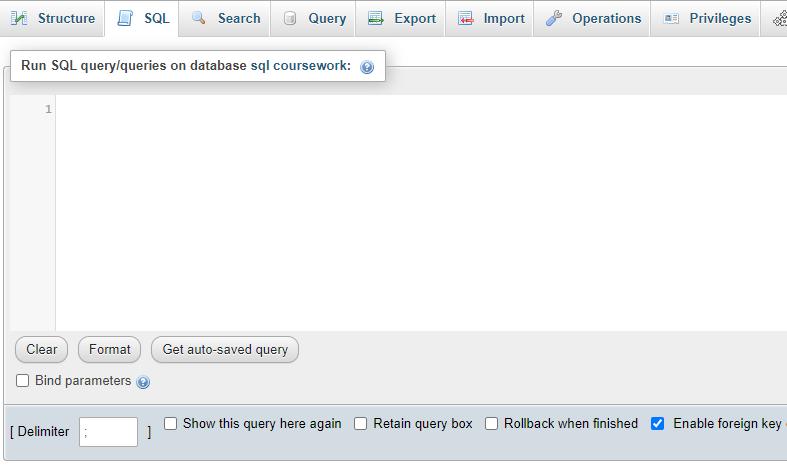 Structure SQL Search Query Export Import Operations Privileges
Run SQL query/queries on database sql coursework:
1
Clear Format Get auto-saved query
Bind parameters
[ Delimiter ; ] Show this query here again Retain query box Rollback when finished Enable foreign key